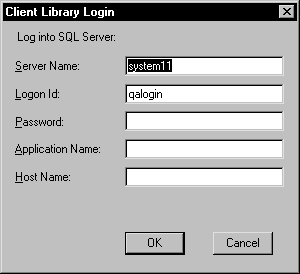 Client Library Login
Log into SQL Server:
Server Name: system11
Logon Id: qalogin
Password:
Application Name:
Host Name:
OK Cancel